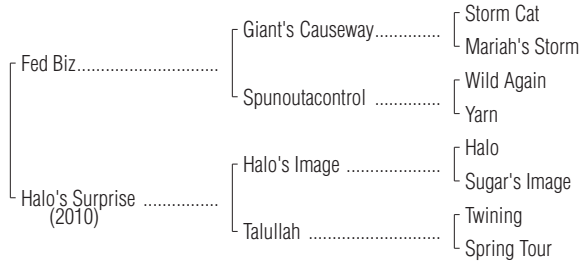 Storm Cat
Giant's Causeway..............
Mariah's Storm
Fed Biz..............................
Wild Again
Spunoutacontrol ..............
Yarn
Halo
Halo's Image ....................
Sugar's Image
Halo's Surprise ................
(2010)
Twining
Talullah ............................
Spring Tour